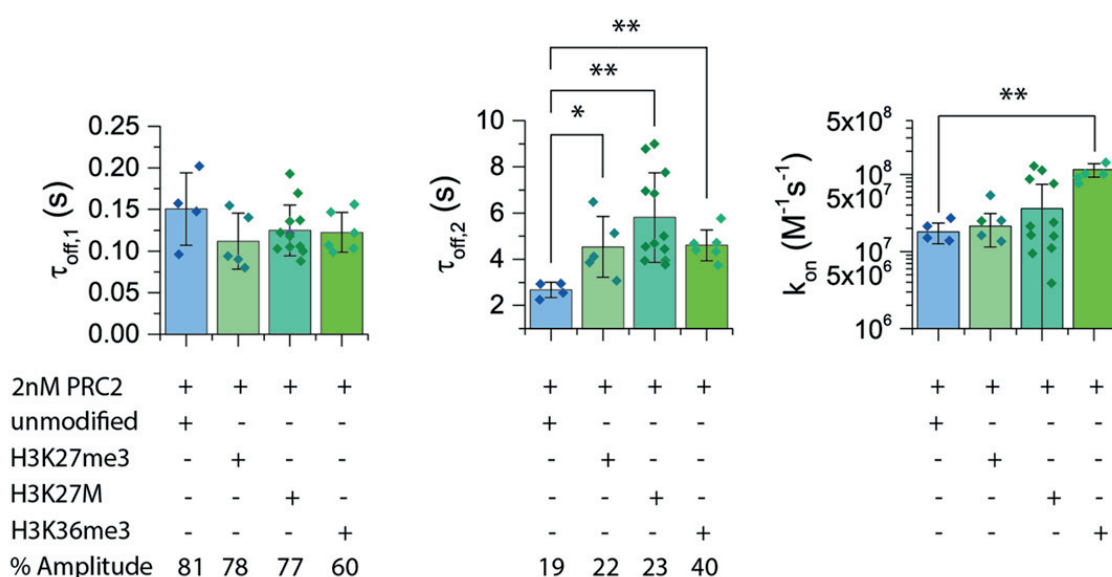 ** 
**
*
**
0.25
0.20
0.15
0.10
0.05
0.00
τoff,1 (s)
10
8
6
4
2
τoff,2 (s)
5x10⁸
10⁸
5x10⁷
10⁷
5x10⁶
10⁶
kon (M⁻¹s⁻¹)
2nM PRC2 + + + + + + + + + + + +
unmodified + - - - + - - - + - - -
H3K27me3 - + - - - + - - - + - -
H3K27M - - + - - - + - - - + -
H3K36me3 - - - + - - - + - - - +
% Amplitude 81 78 77 60 19 22 23 40